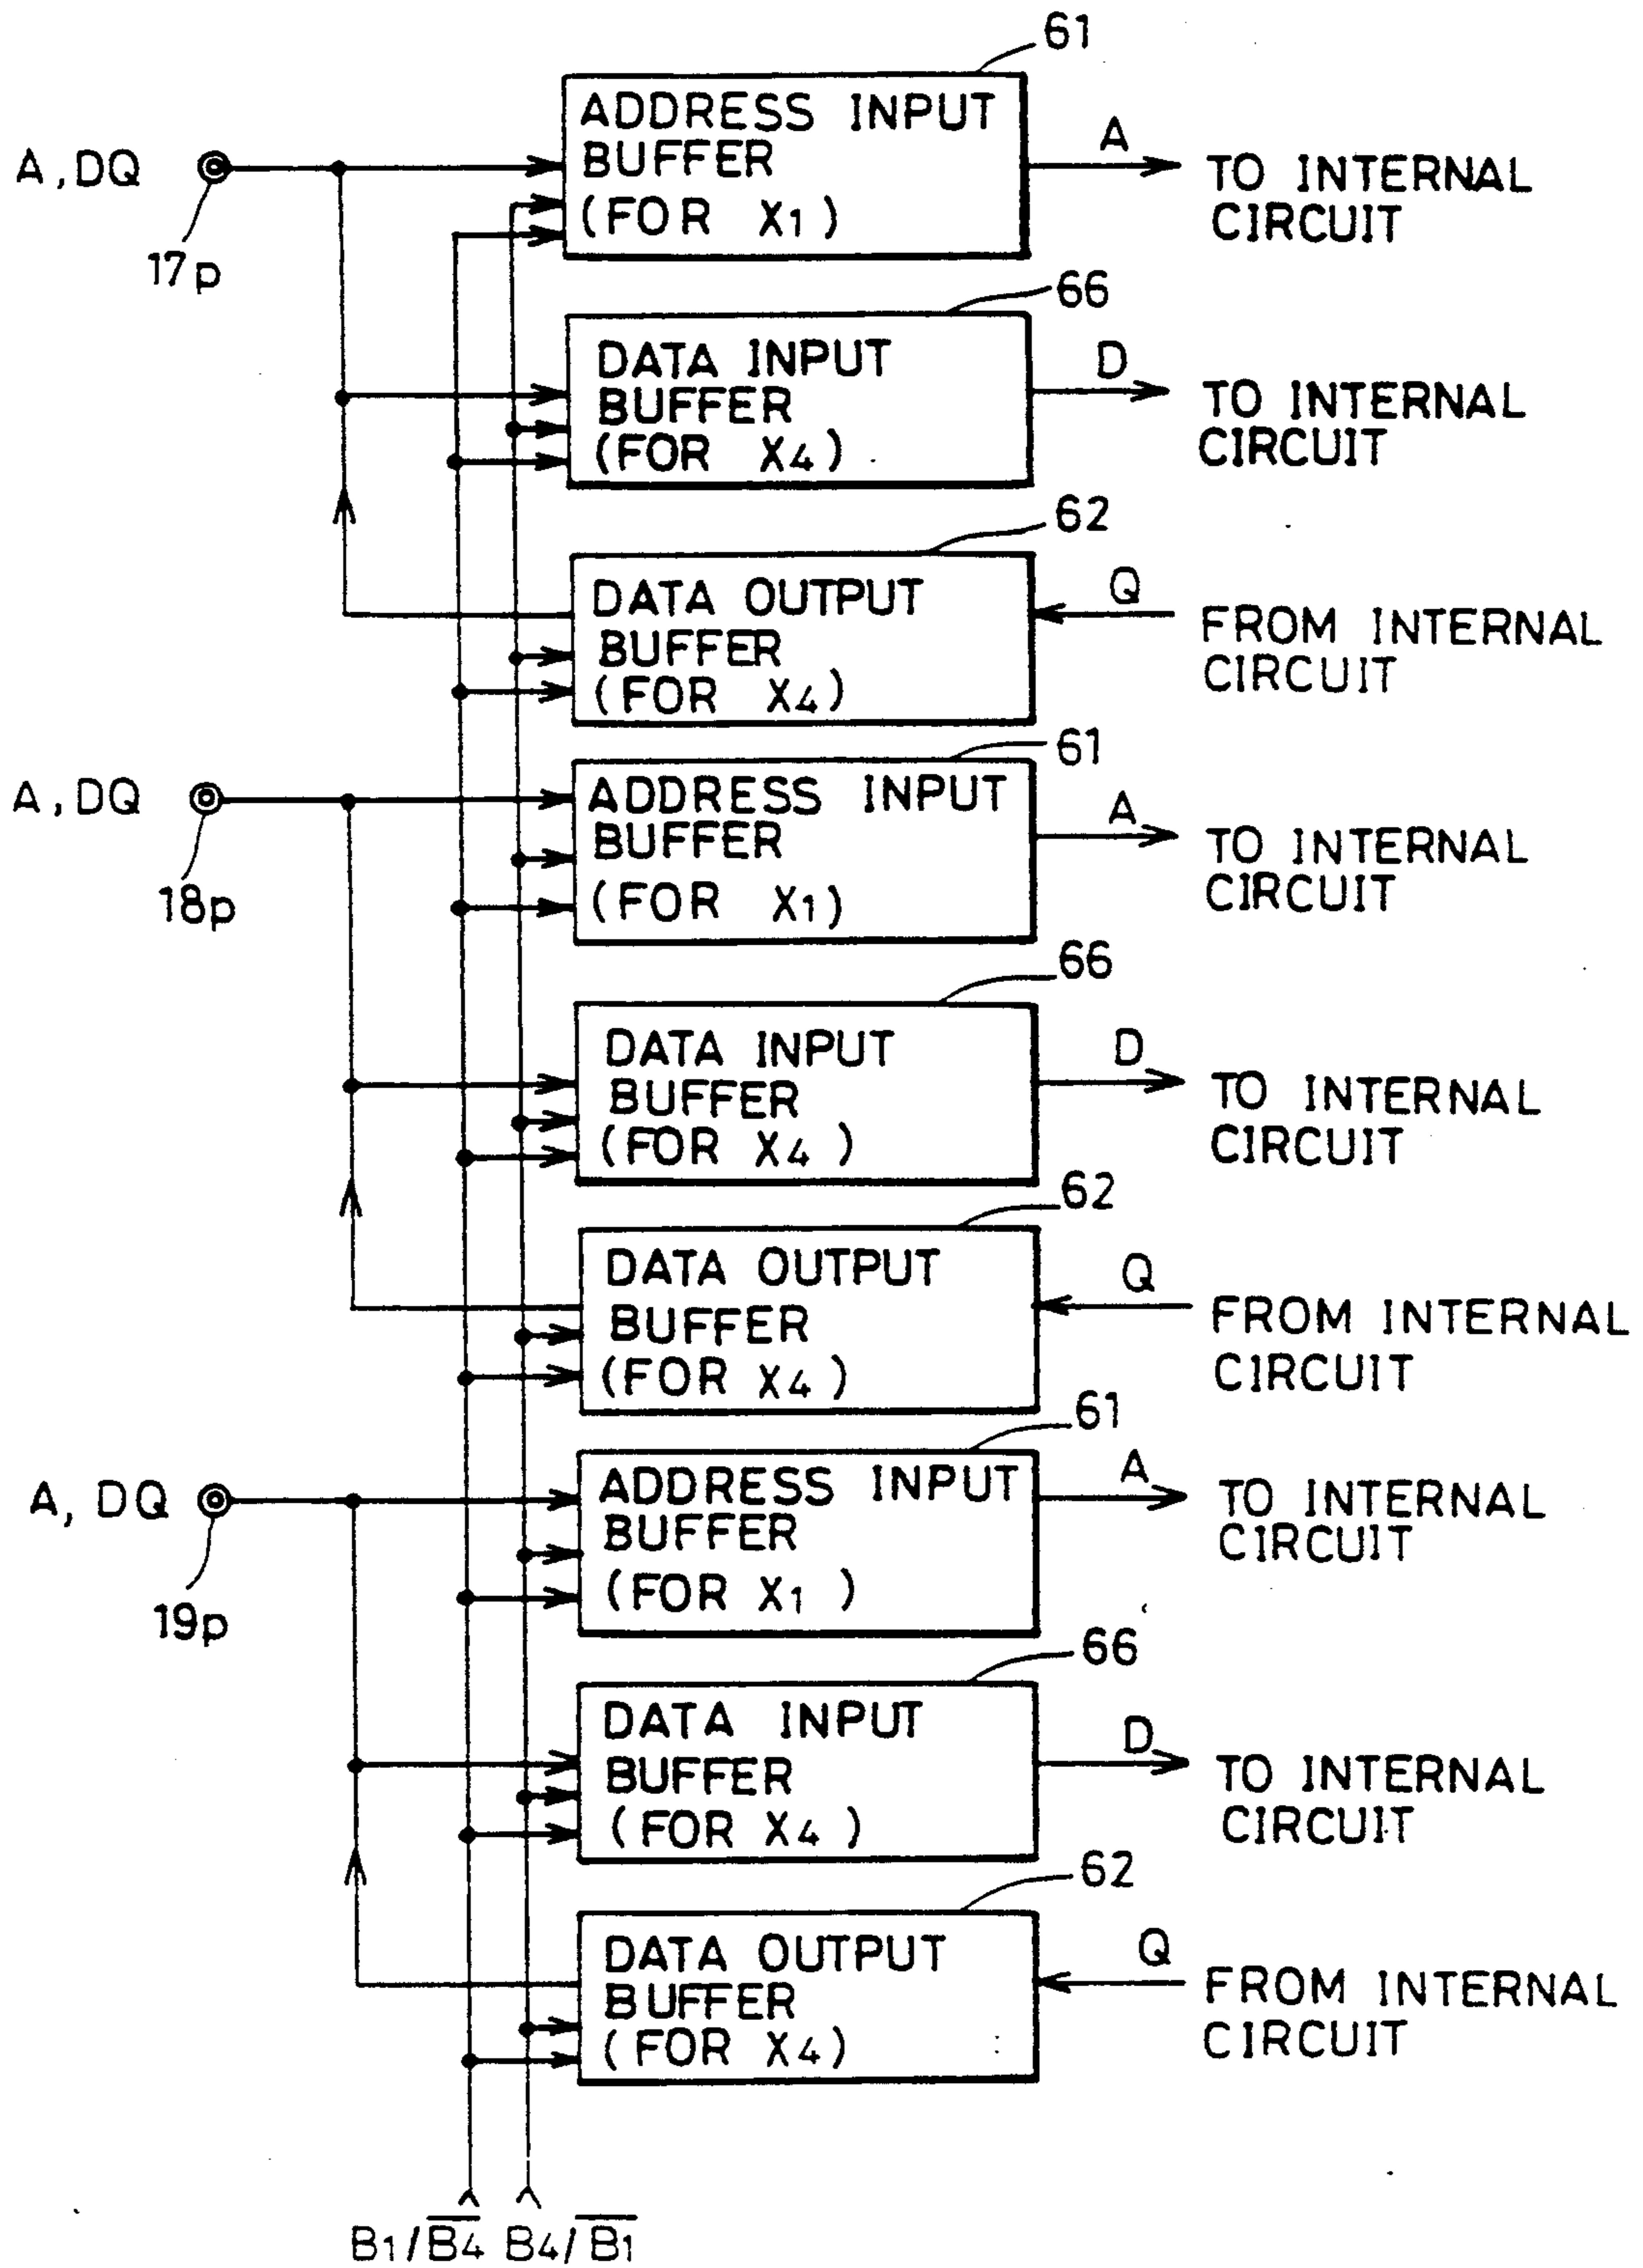 61
ADDRESS INPUT
BUFFER
(FOR X1)
A
TO INTERNAL
CIRCUIT
A, DQ
17p
66
DATA INPUT
BUFFER
(FOR X4)
D
TO INTERNAL
CIRCUIT
62
DATA OUTPUT
BUFFER
(FOR X4)
Q
FROM INTERNAL
CIRCUIT
61
ADDRESS INPUT
BUFFER
(FOR X1)
A
TO INTERNAL
CIRCUIT
A, DQ
18p
66
DATA INPUT
BUFFER
(FOR X4)
D
TO INTERNAL
CIRCUIT
62
DATA OUTPUT
BUFFER
(FOR X4)
Q
FROM INTERNAL
CIRCUIT
61
ADDRESS INPUT
BUFFER
(FOR X1)
A
TO INTERNAL
CIRCUIT
A, DQ
19p
66
DATA INPUT
BUFFER
(FOR X4)
D
TO INTERNAL
CIRCUIT
62
DATA OUTPUT
BUFFER
(FOR X4)
Q
FROM INTERNAL
CIRCUIT
B1/B̅4̅ B4/B̅1̅